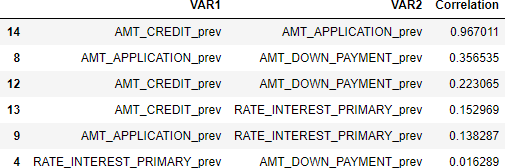 VAR1 VAR2 Correlation
14 AMT_CREDIT_prev AMT_APPLICATION_prev 0.967011
8 AMT_APPLICATION_prev AMT_DOWN_PAYMENT_prev 0.356535
12 AMT_CREDIT_prev AMT_DOWN_PAYMENT_prev 0.223065
13 AMT_CREDIT_prev RATE_INTEREST_PRIMARY_prev 0.152969
9 AMT_APPLICATION_prev RATE_INTEREST_PRIMARY_prev 0.138287
4 RATE_INTEREST_PRIMARY_prev AMT_DOWN_PAYMENT_prev 0.016289